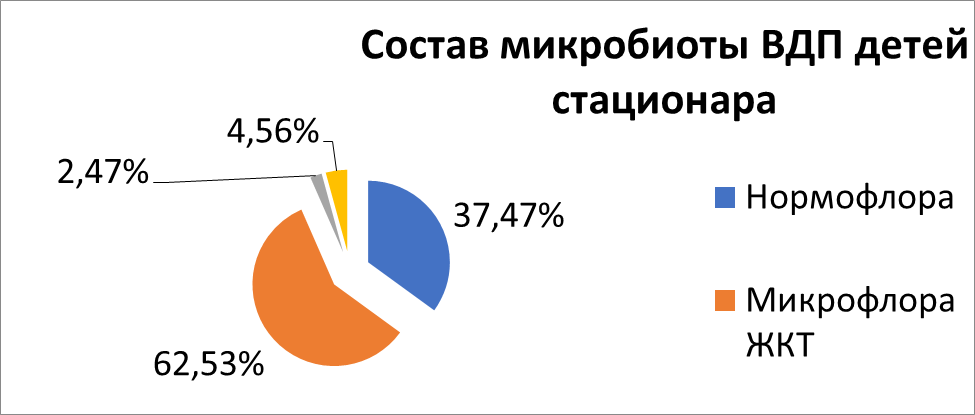 Состав микробиоты ВДП детей
стационара
4,56%
2,47%
37,47%
62,53%
Нормофлора
Микрофлора
ЖКТ